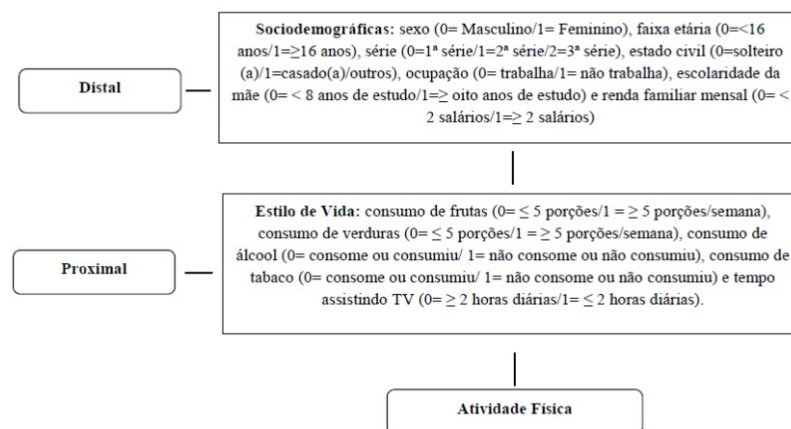 Sociodemográficas: sexo (0= Masculino/1= Feminino), faixa etária (0=<16
anos/1=≥16 anos), série (0=1ª série/1=2ª série/2=3ª série), estado civil (0=solteiro
(a)/1=casado(a)/outros), ocupação (0= trabalha/1= não trabalha), escolaridade da
mãe (0= < 8 anos de estudo/1=≥ oito anos de estudo) e renda familiar mensal (0= <
2 salários/1=≥ 2 salários)
Distal
Estilo de Vida: consumo de frutas (0= ≤ 5 porções/1 = ≥ 5 porções/semana),
consumo de verduras (0= ≤ 5 porções/1 = ≥ 5 porções/semana), consumo de
álcool (0= consome ou consumiu/ 1= não consome ou não consumiu), consumo de
tabaco (0= consome ou consumiu/ 1= não consome ou não consumiu) e tempo
assistindo TV (0= ≥ 2 horas diárias/1= ≤ 2 horas diárias).
Proximal
Atividade Física